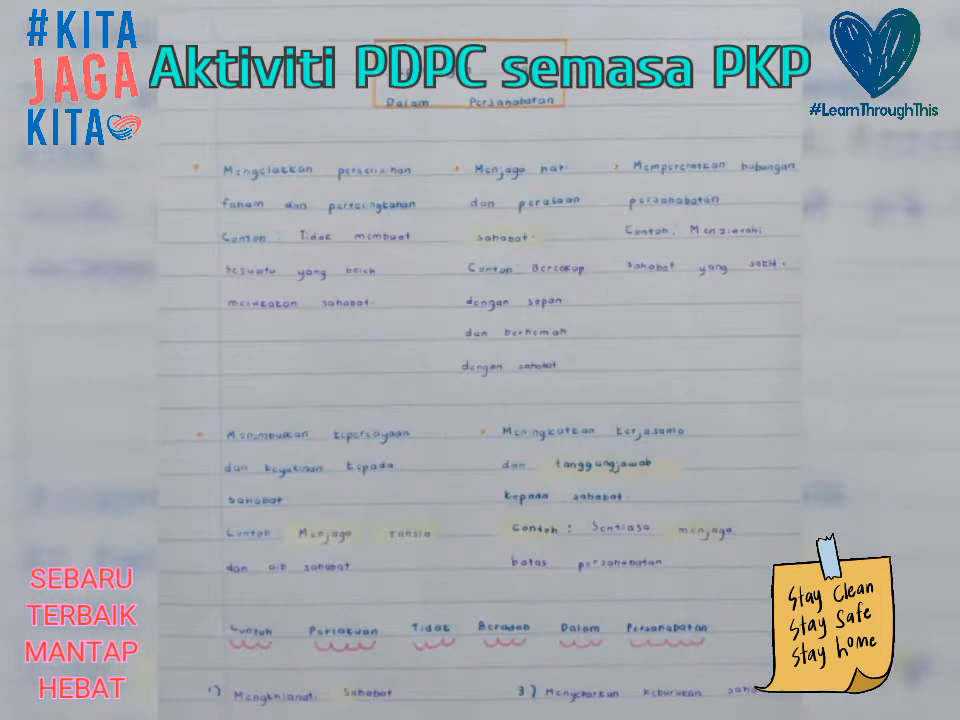 #KITA
JAGA
KITA
Aktiviti PDPC semasa PKP
#LearnThroughThis
Dalam Persahabatan
Mengelakkan perselisihan
faham dan pertelingkahan
Contoh : Tidak membuat
sesuatu yang boleh
melukakan sahabat.
Menjaga hati
dan perasaan
sahabat.
Contoh: Bercakap
dengan sopan
dan berhemah
dengan sahabat
Mempereratkan hubungan
persahabatan
Contoh: Menziarahi
sahabat yang sakit.
Menimbulkan kepercayaan
dan keyakinan kepada
sahabat
Contoh Menjaga rahsia
dan aib sahabat
Meningkatkan kerjasama
dan tanggungjawab
kepada sahabat.
Contoh : Sentiasa menjaga
batas persahabatan
Contoh Perlakuan Tidak Beradab Dalam Persahabatan
1) Mengkhianati Sahabat
3) Menyebarkan keburukan
SEBARU
TERBAIK
MANTAP
HEBAT
Stay Clean
Stay Safe
Stay home